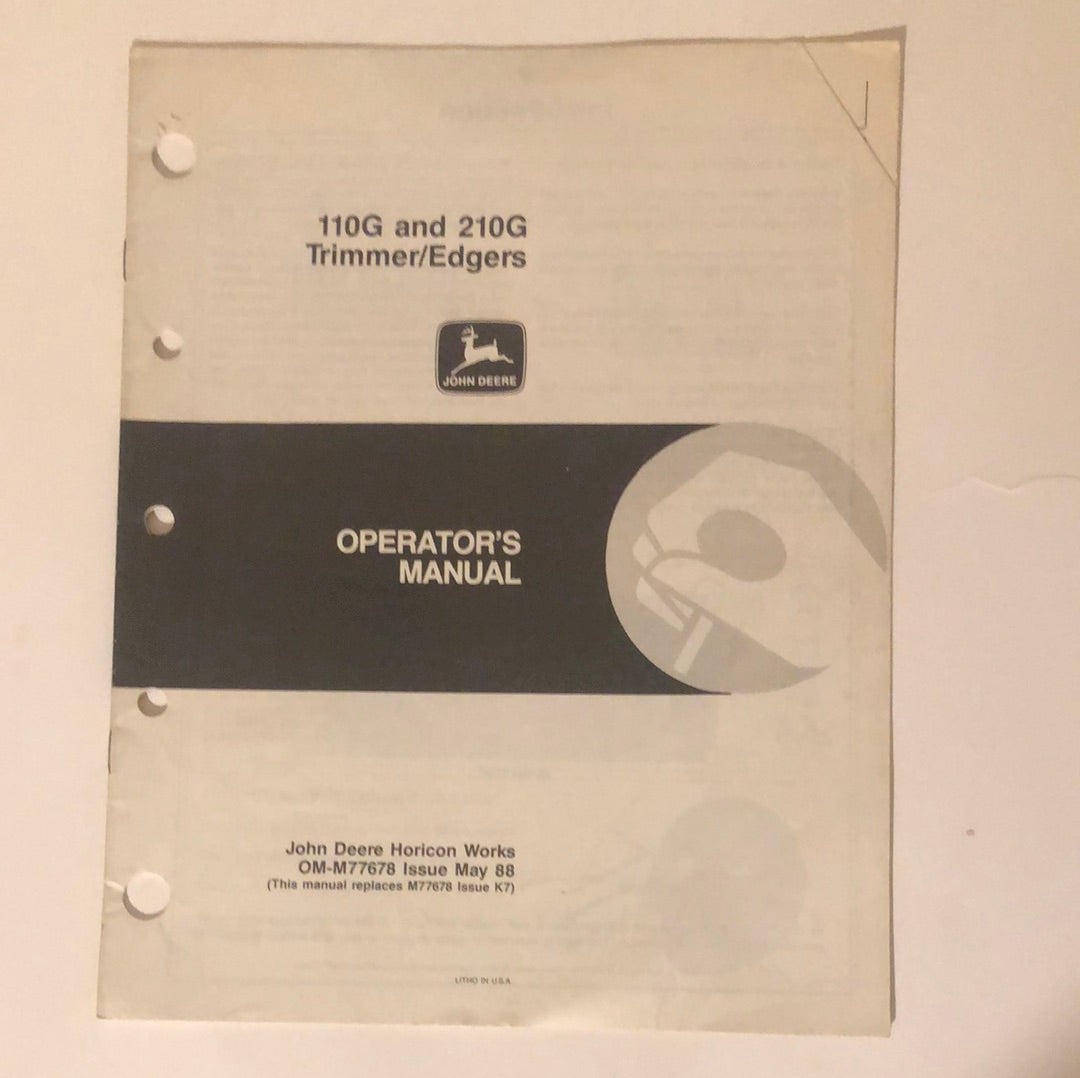 110G and 210G
Trimmer/Edgers
JOHN DEERE
OPERATOR'S
MANUAL
John Deere Horicon Works
OM-M77678 Issue May 88
(This manual replaces M77678 Issue K7)
LITHO IN U.S.A.